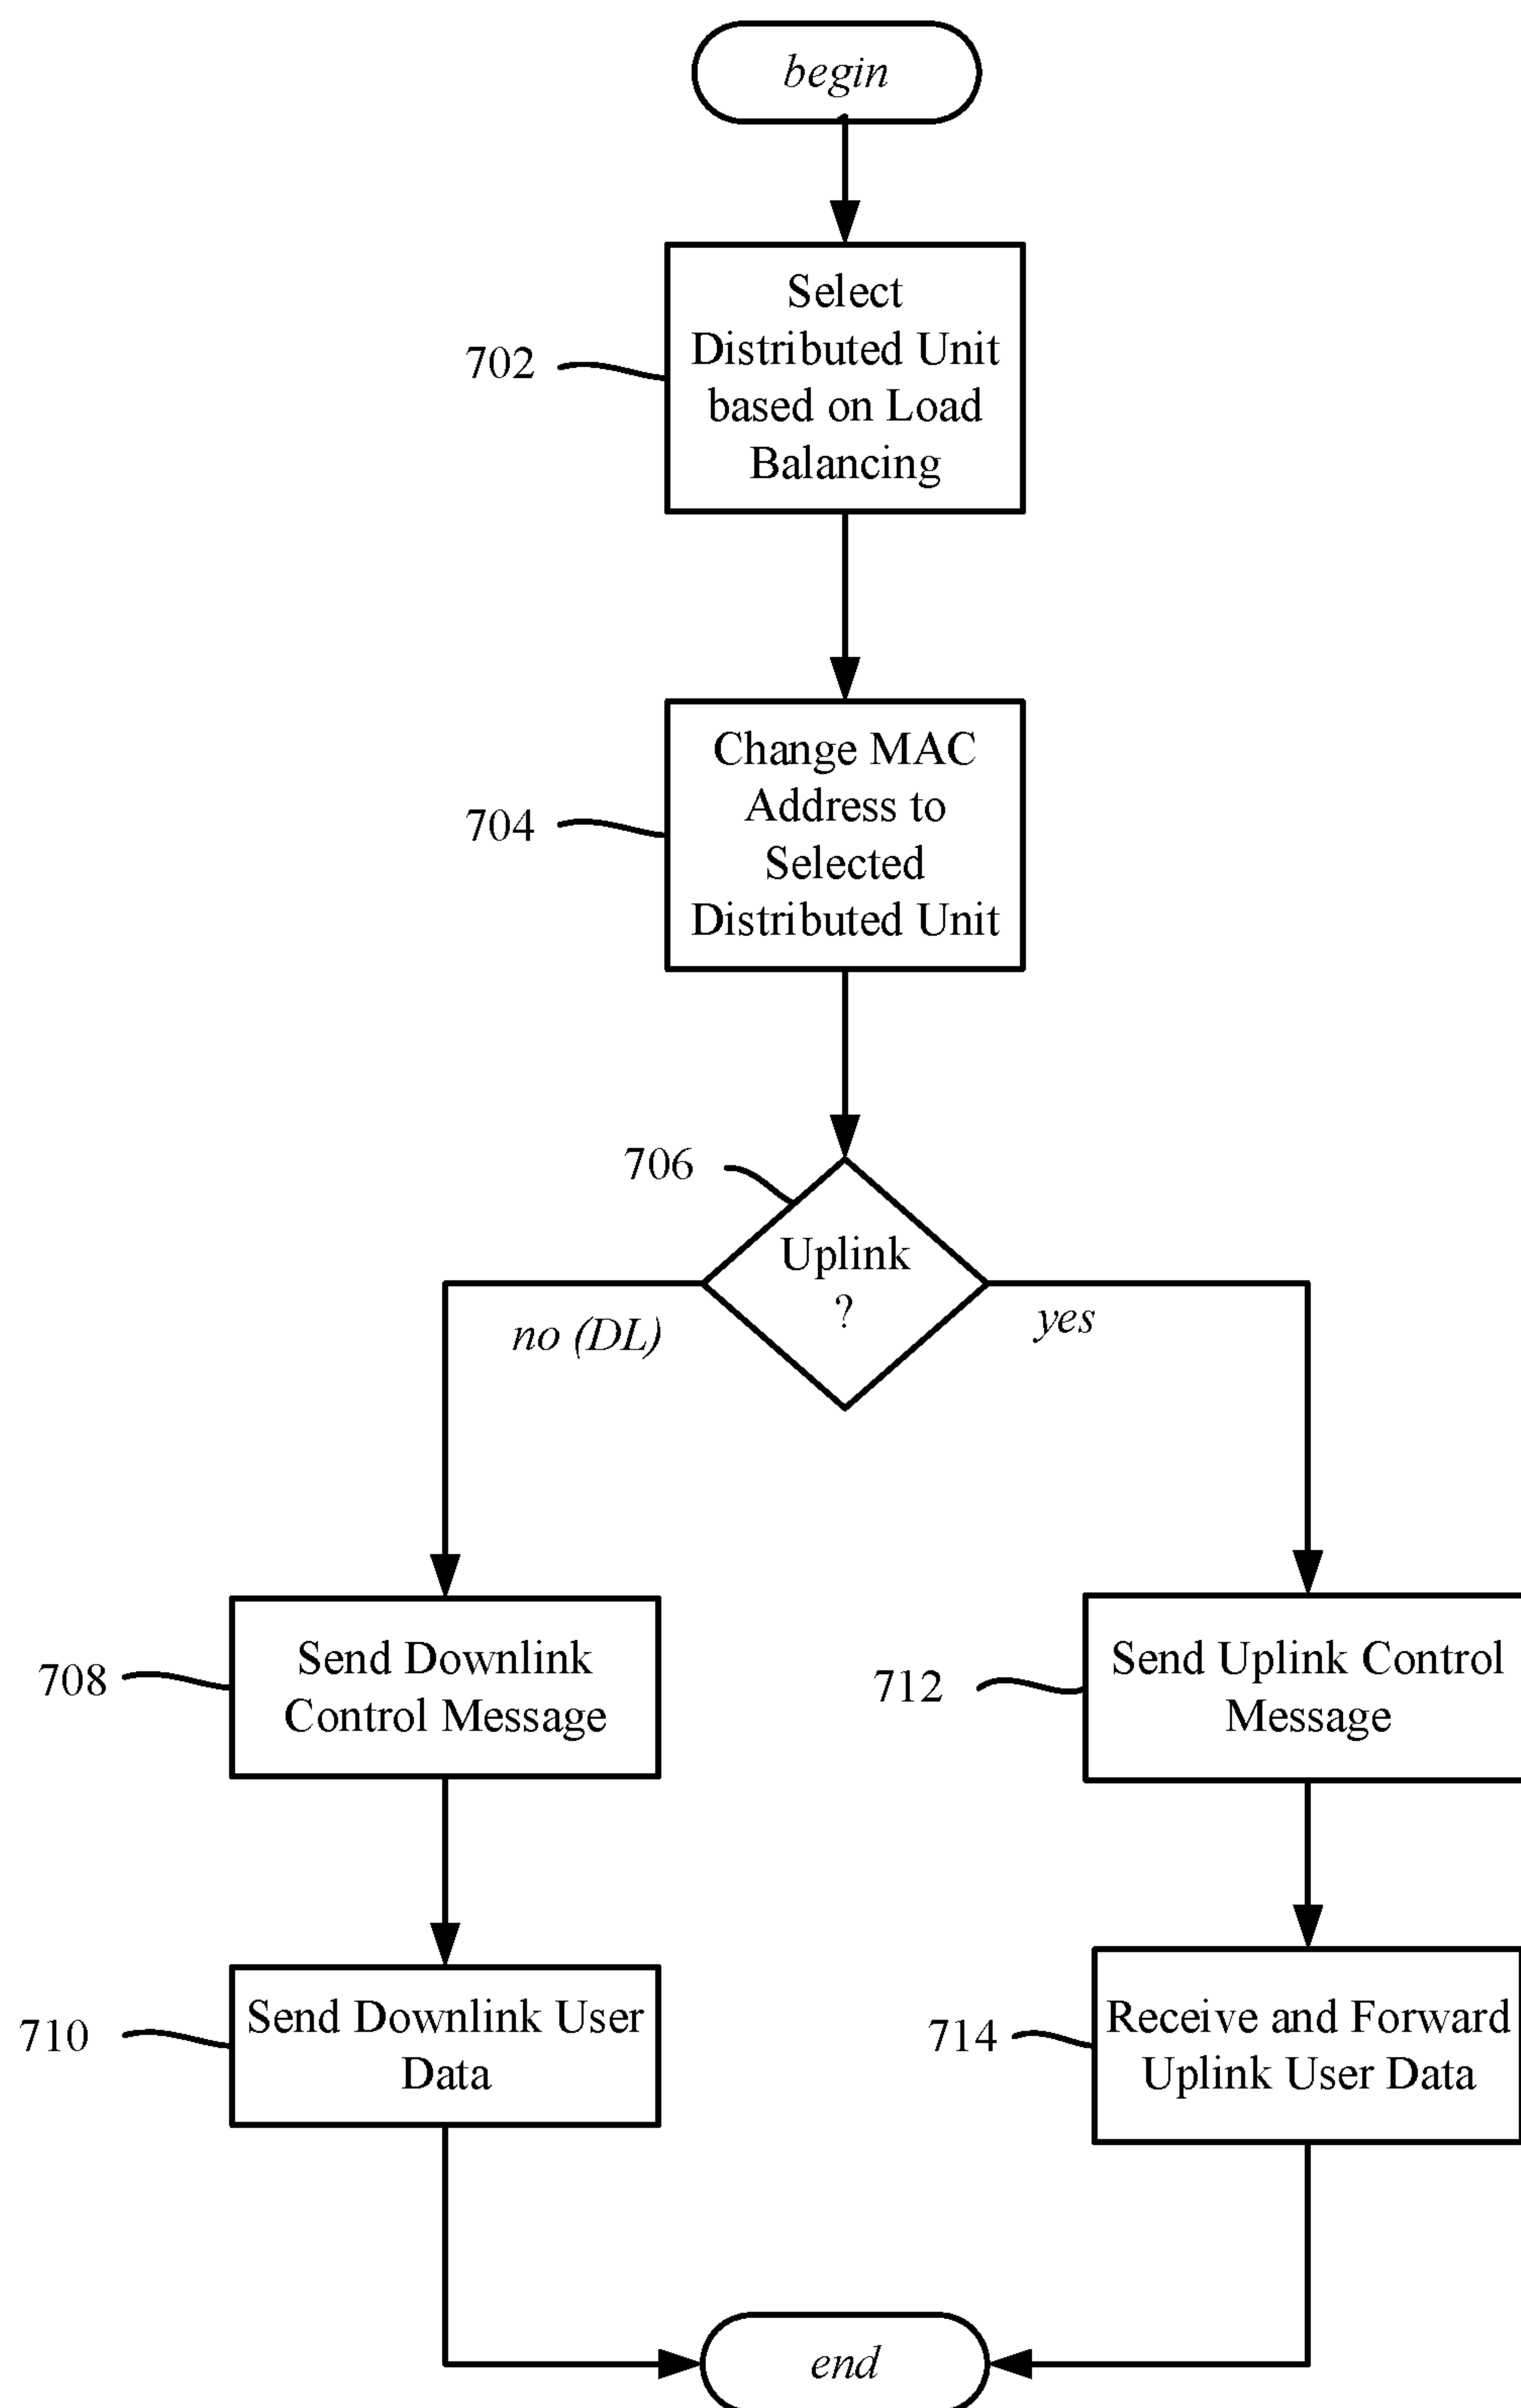 begin
702
Select
Distributed Unit
based on Load
Balancing
704
Change MAC
Address to
Selected
Distributed Unit
706
Uplink
?
no (DL)
yes
708
Send Downlink
Control Message
712
Send Uplink Control
Message
710
Send Downlink User
Data
714
Receive and Forward
Uplink User Data
end